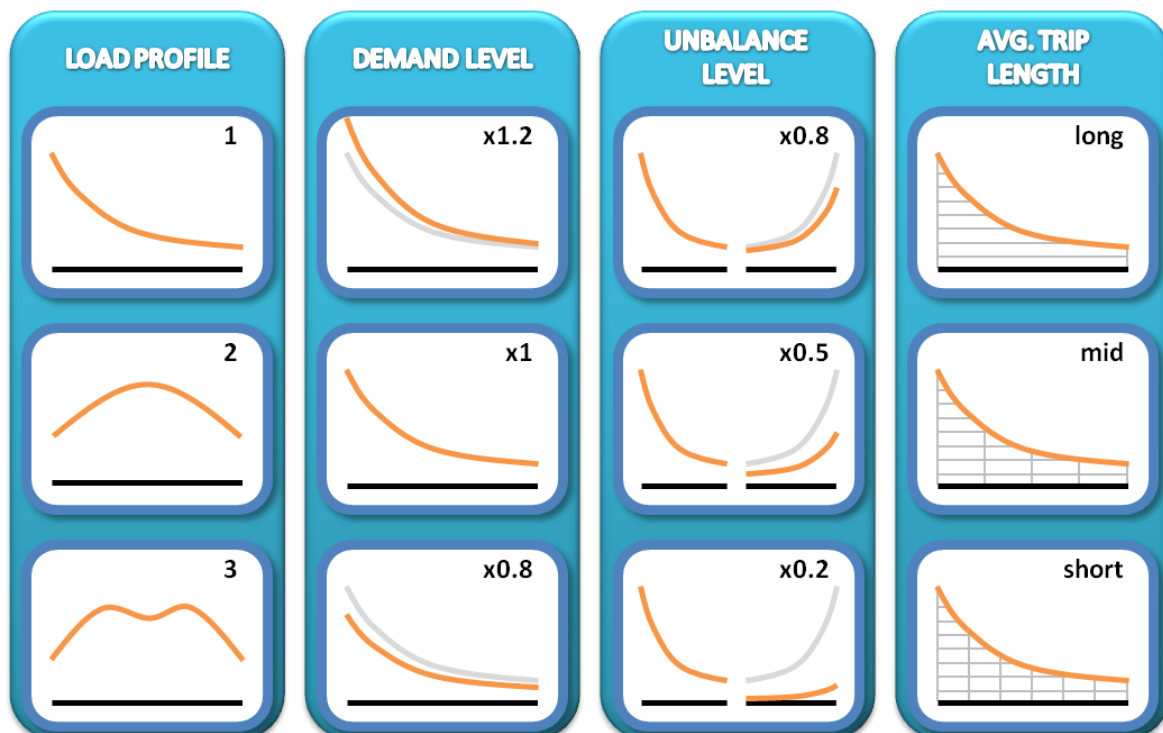 LOAD PROFILE
1
2
3
DEMAND LEVEL
x1.2
x1
x0.8
UNBALANCE
LEVEL
x0.8
x0.5
x0.2
AVG. TRIP
LENGTH
long
mid
short